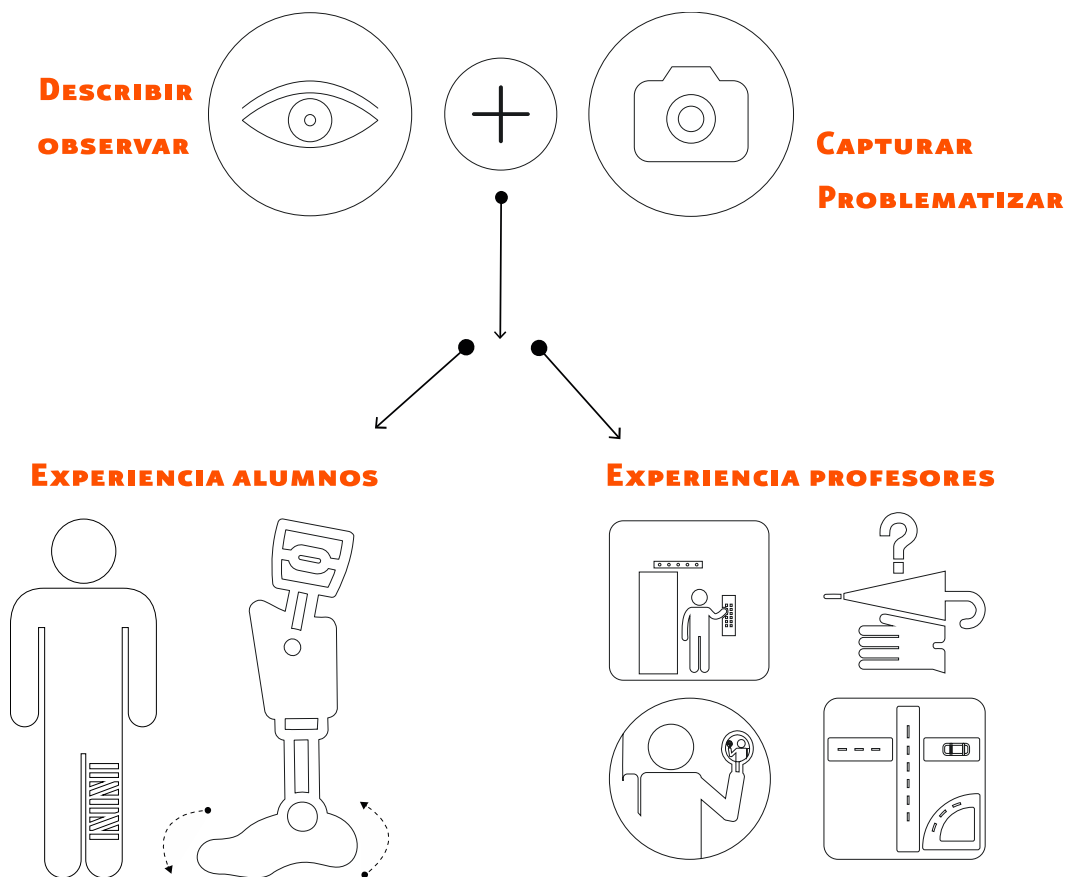 Describir
observar
Capturar
Problematizar
Experiencia alumnos
Experiencia profesores
?